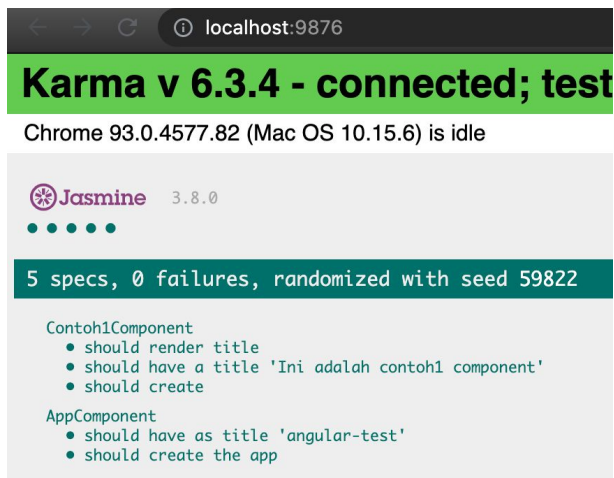 localhost:9876
Karma v 6.3.4 - connected; test
Chrome 93.0.4577.82 (Mac OS 10.15.6) is idle
Jasmine 3.8.0
5 specs, 0 failures, randomized with seed 59822
Contoh1Component
• should render title
• should have a title 'Ini adalah contoh1 component'
• should create
AppComponent
• should have as title 'angular-test'
• should create the app